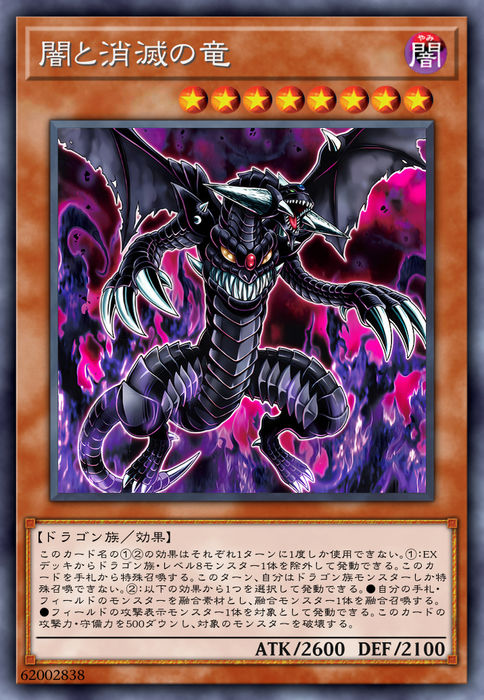 闇と消滅の竜
やみ
闇
【ドラゴン族/効果】
このカード名の①②の効果はそれぞれ1ターンに1度しか使用できない。①:EX
デッキからドラゴン族・レベル8モンスター1体を除外して発動できる。このカ
ードを手札から特殊召喚する。このターン、自分はドラゴン族モンスターしか特
殊召喚できない。②:以下の効果から1つを選択して発動できる。●自分の手札・
フィールドのモンスターを融合素材とし、融合モンスター1体を融合召喚する。
●フィールドの攻撃表示モンスター1体を対象として発動できる。このカードの
攻撃力・守備力を500ダウンし、対象のモンスターを破壊する。
ATK/2600 DEF/2100
62002838